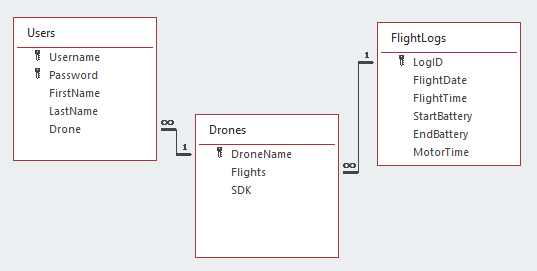 Users
Username
Password
FirstName
LastName
Drone
∞
1
Drones
DroneName
Flights
SDK
∞
1
FlightLogs
LogID
FlightDate
FlightTime
StartBattery
EndBattery
MotorTime